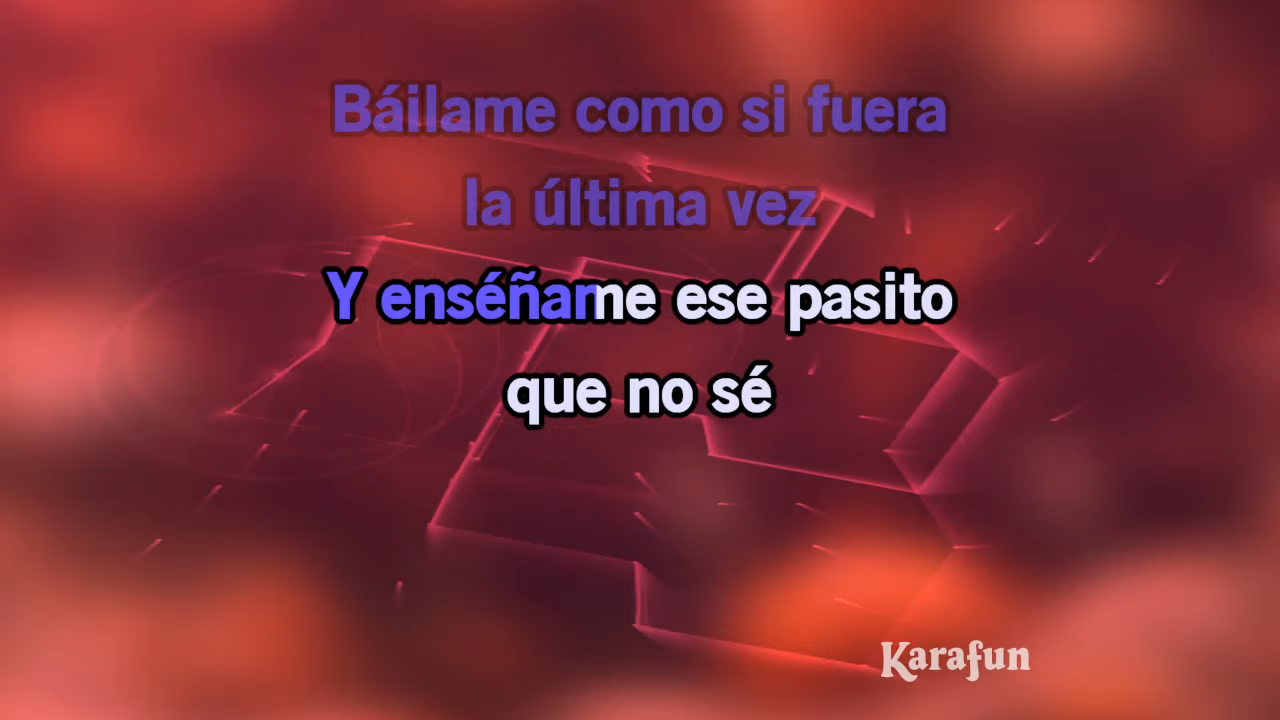 Báilame como si fuera
la última vez
Y enséñame ese pasito
que no sé
Karafun